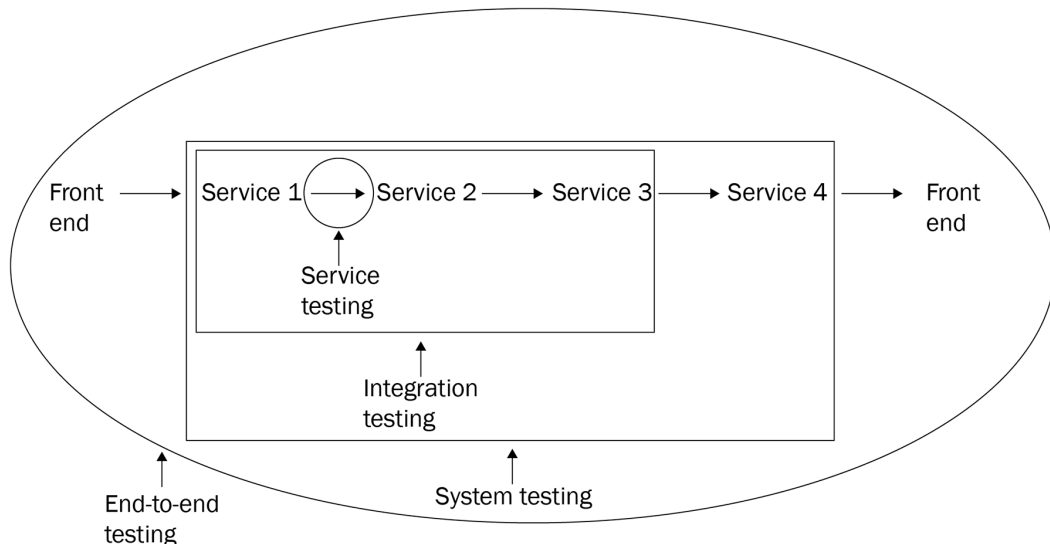 Front
end
Service 1
Service 2
Service 3
Service 4
Front
end
Service
testing
Integration
testing
System testing
End-to-end
testing